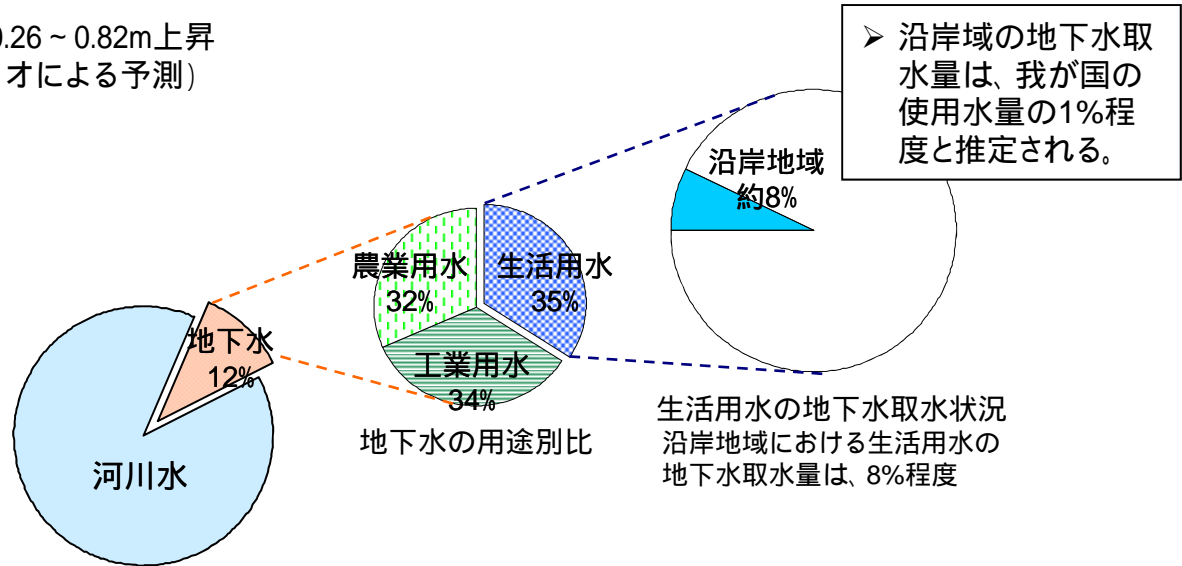 0.26 ~ 0.82m上昇
オによる予測)
➢ 沿岸域の地下水取
水量は、我が国の
使用水量の1%程
度と推定される。
沿岸地域
約8%
農業用水
32%
生活用水
35%
工業用水
34%
地下水
12%
河川水
地下水の用途別比
生活用水の地下水取水状況
沿岸地域における生活用水の
地下水取水量は、8%程度